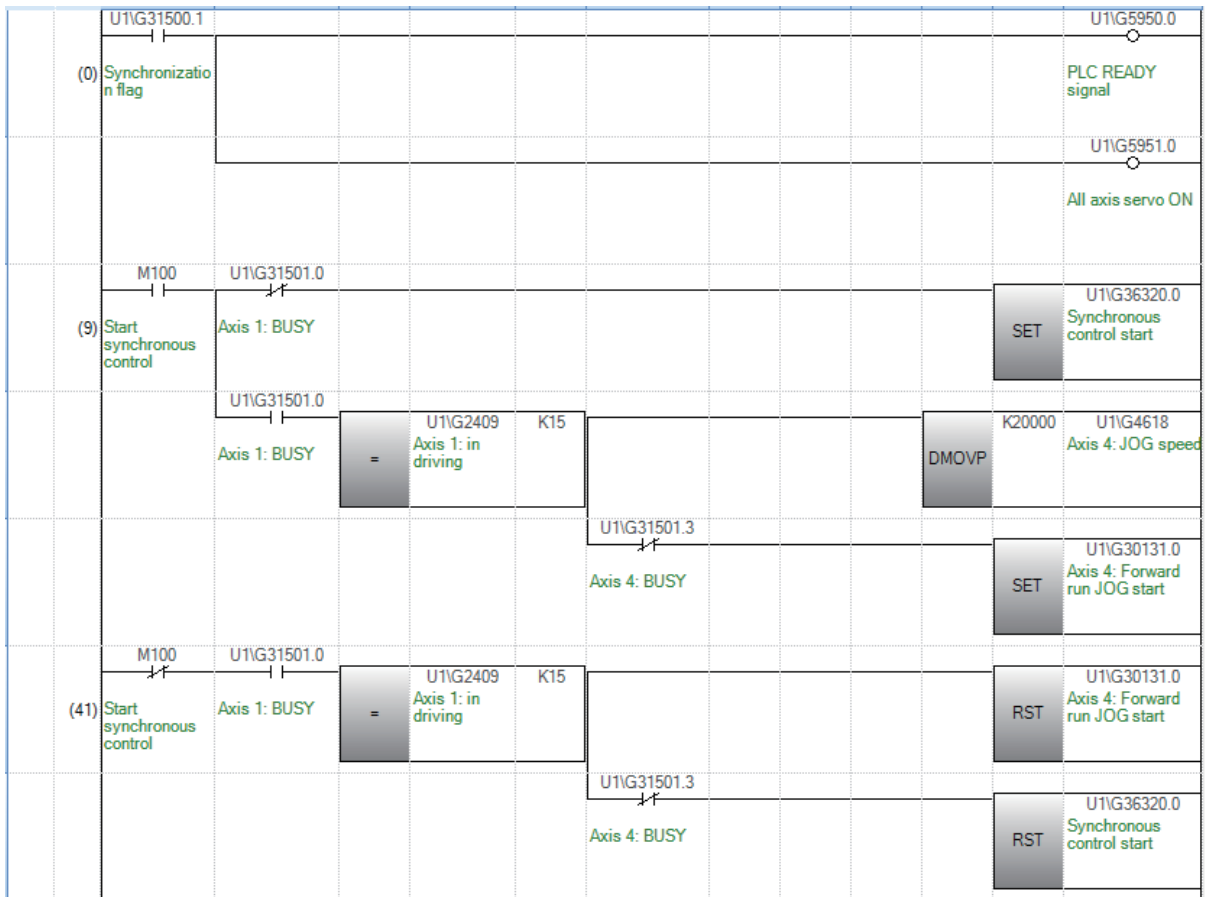 U1\G31500.1 U1\G5950.0
(0) Synchronizatio PLC READY
n flag signal
U1\G5951.0
All axis servo ON
M100 U1\G31501.0
U1\G36320.0
(9) Start Axis 1: BUSY SET Synchronous
synchronous control start
control
U1\G31501.0
U1\G2409 K15 K20000 U1\G4618
Axis 1: BUSY = Axis 1: in DMOVP Axis 4: JOG speed
driving
U1\G31501.3
U1\G30131.0
Axis 4: BUSY SET Axis 4: Forward
run JOG start
M100 U1\G31501.0
U1\G2409 K15 U1\G30131.0
(41) Start Axis 1: BUSY = Axis 1: in RST Axis 4: Forward
synchronous driving run JOG start
control
U1\G31501.3
U1\G36320.0
Axis 4: BUSY RST Synchronous
control start